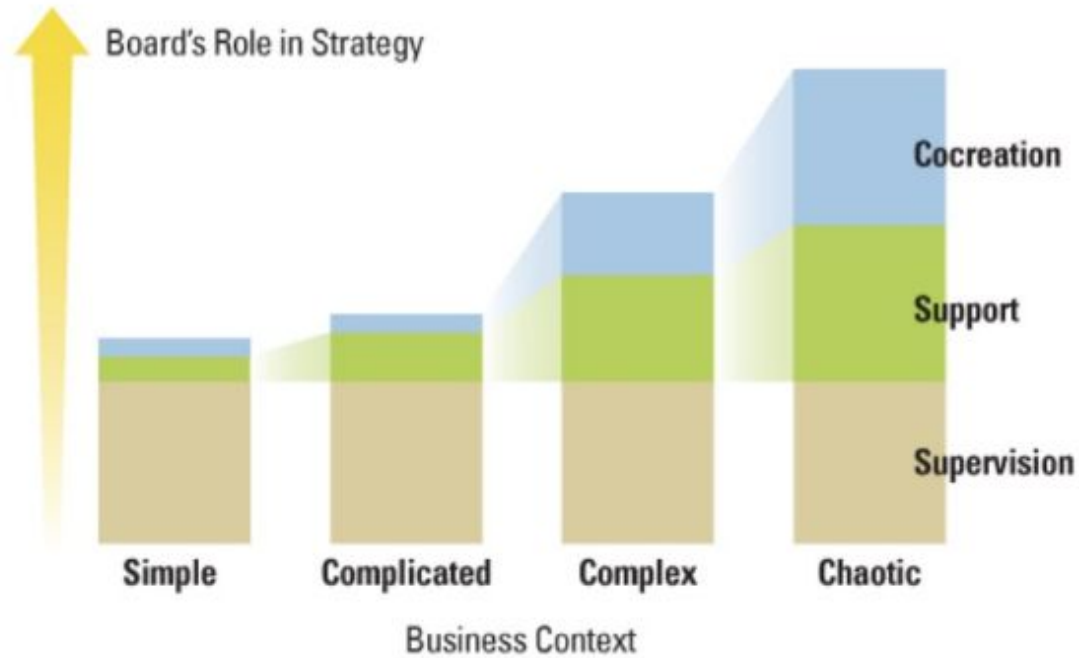 Board's Role in Strategy
Cocreation
Support
Supervision
Simple Complicated Complex Chaotic
Business Context